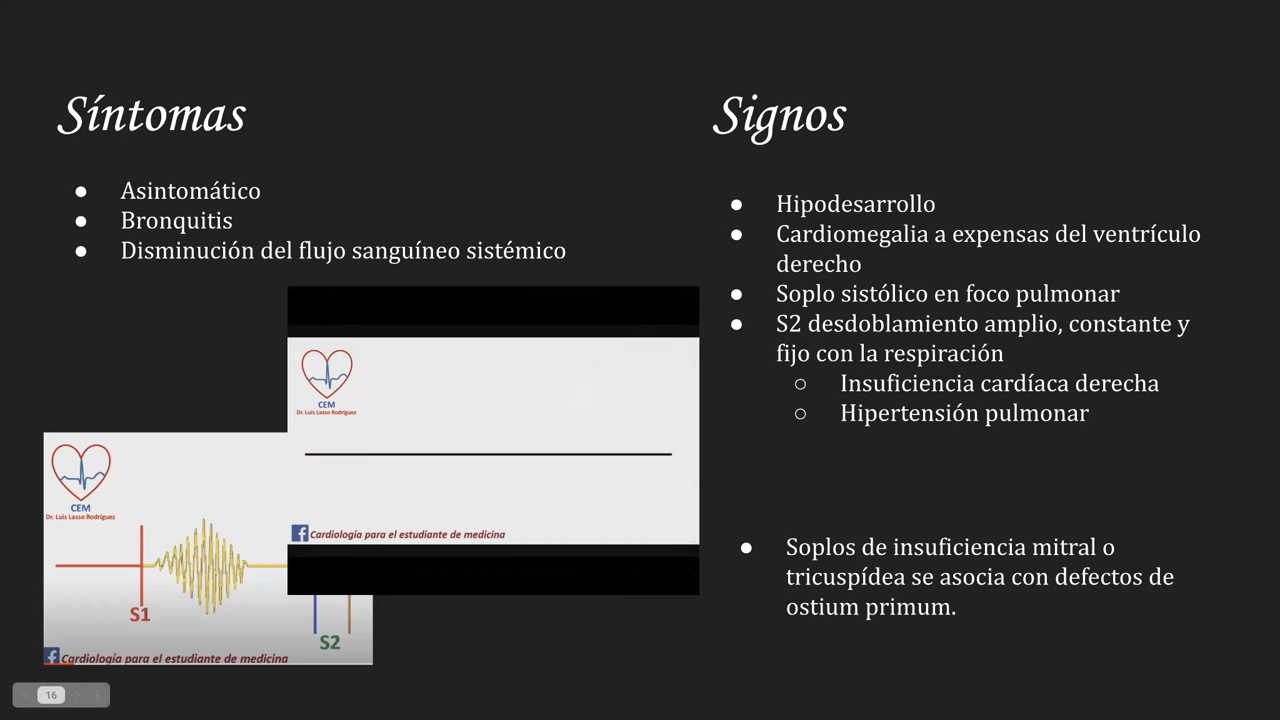 Síntomas
● Asintomático
● Bronquitis
● Disminución del flujo sanguíneo sistémico
Signos
● Hipodesarrollo
● Cardiomegalia a expensas del ventrículo
derecho
● Soplo sistólico en foco pulmonar
● S2 desdoblamiento amplio, constante y
fijo con la respiración
○ Insuficiencia cardíaca derecha
○ Hipertensión pulmonar
● Soplos de insuficiencia mitral o
tricuspídea se asocia con defectos de
ostium primum.
CEM
Dr. Luis Lasso Rodríguez
Cardiología para el estudiante de medicina
CEM
Dr. Luis Lasso Rodríguez
S1
S2
Cardiología para el estudiante de medicina
16